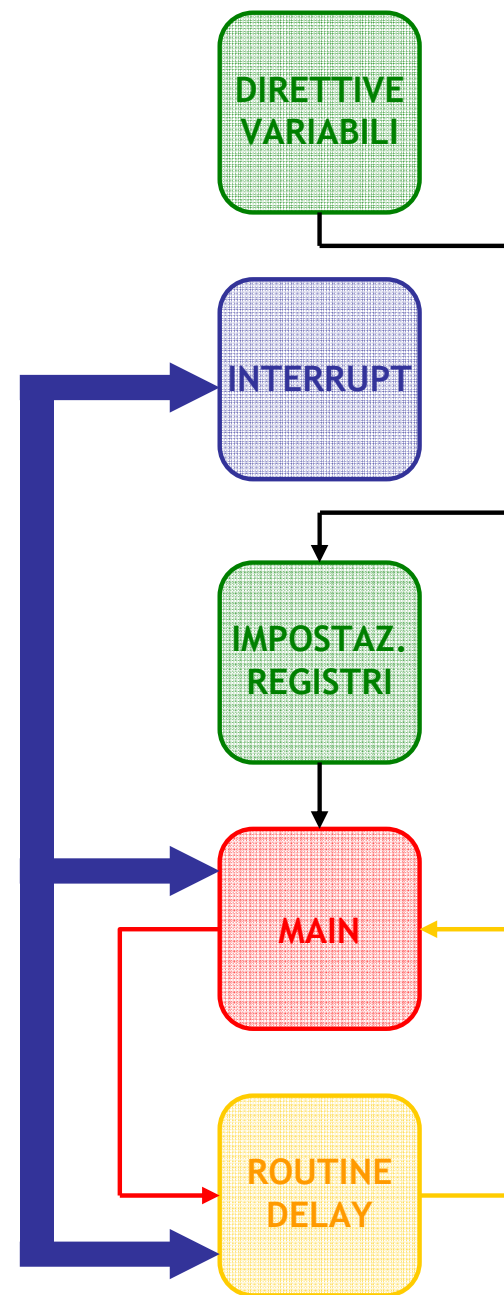 DIRETTIVE
VARIABILI
INTERRUPT
IMPOSTAZ.
REGISTRI
MAIN
ROUTINE
DELAY